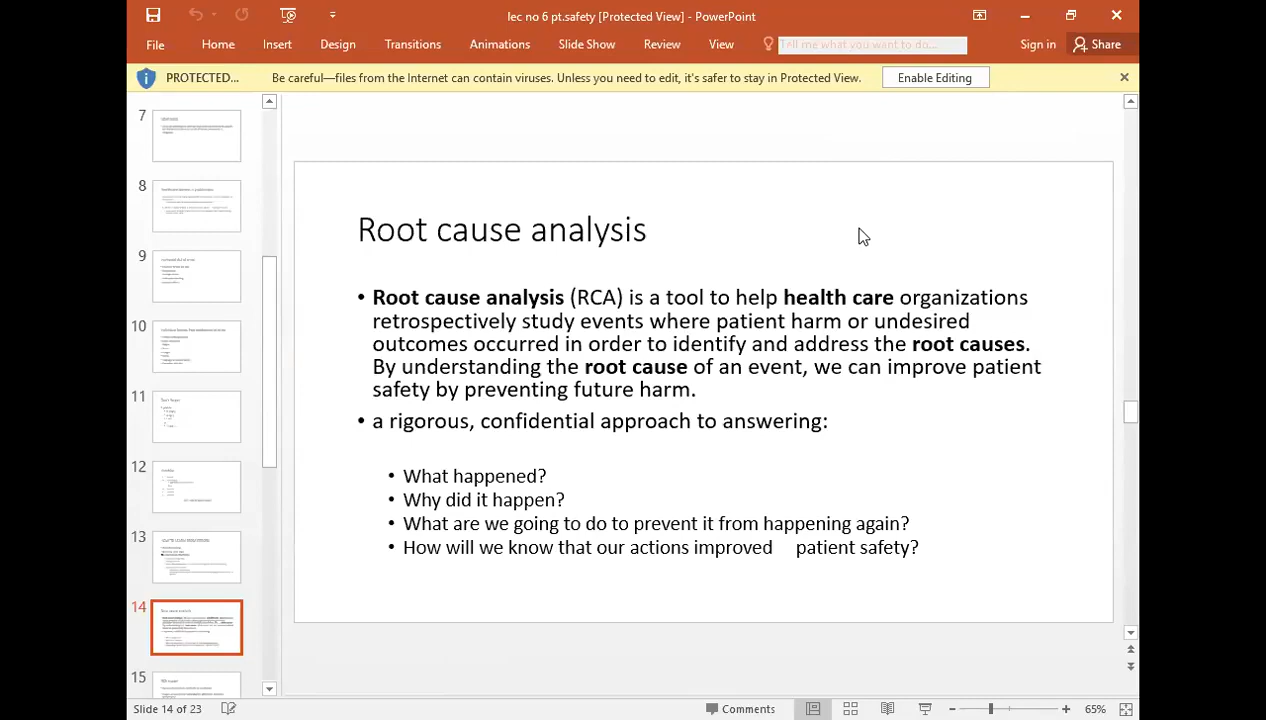 lec no 6 pt.safety [Protected View] - PowerPoint
File Home Insert Design Transitions Animations Slide Show Review View Tell me what you want to do... Sign in Share
PROTECTED... Be careful—files from the Internet can contain viruses. Unless you need to edit, it's safer to stay in Protected View. Enable Editing
7
8
9
10
11
12
13
14
15
Root cause analysis
• Root cause analysis (RCA) is a tool to help health care organizations
retrospectively study events where patient harm or undesired
outcomes occurred in order to identify and address the root causes.
By understanding the root cause of an event, we can improve patient
safety by preventing future harm.
• a rigorous, confidential approach to answering:
• What happened?
• Why did it happen?
• What are we going to do to prevent it from happening again?
• How will we know that our actions improved patient safety?
Slide 14 of 23 Comments 65%